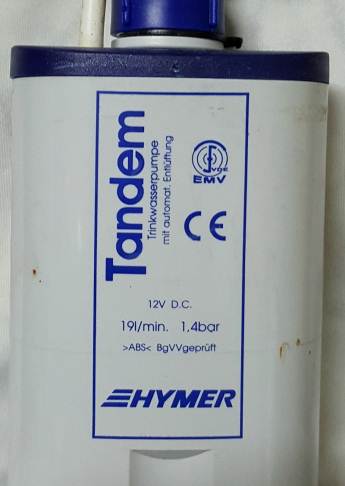 Tandem
Trinkwasserpumpe
mit automat. Entlüftung
VDE
EMV
CE
12V D.C.
19l/min. 1,4bar
>ABS< BgVVgeprüft
HYMER